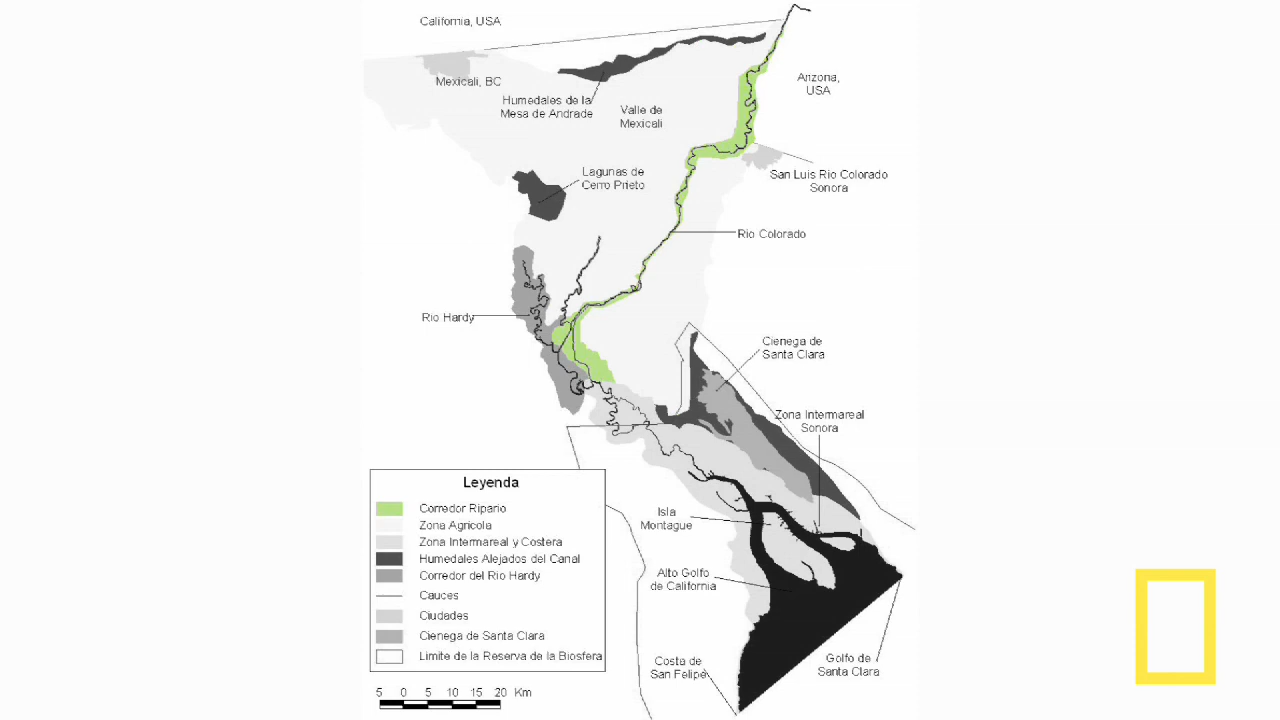 California, USA
Mexicali, BC
Humedales de la
Mesa de Andrade
Valle de
Mexicali
Arizona,
USA
Lagunas de
Cerro Prieto
San Luis Rio Colorado
Sonora
Rio Colorado
Rio Hardy
Cienega de
Santa Clara
Zona Intermareal
Sonora
Isla
Montague
Alto Golfo
de California
Costa de
San Felipe
Golfo de
Santa Clara
Leyenda
Corredor Ripario
Zona Agricola
Zona Intermareal y Costera
Humedales Alejados del Canal
Corredor del Rio Hardy
Cauces
Ciudades
Cienega de Santa Clara
Limite de la Reserva de la Biosfera
5 0 5 10 15 20 Km